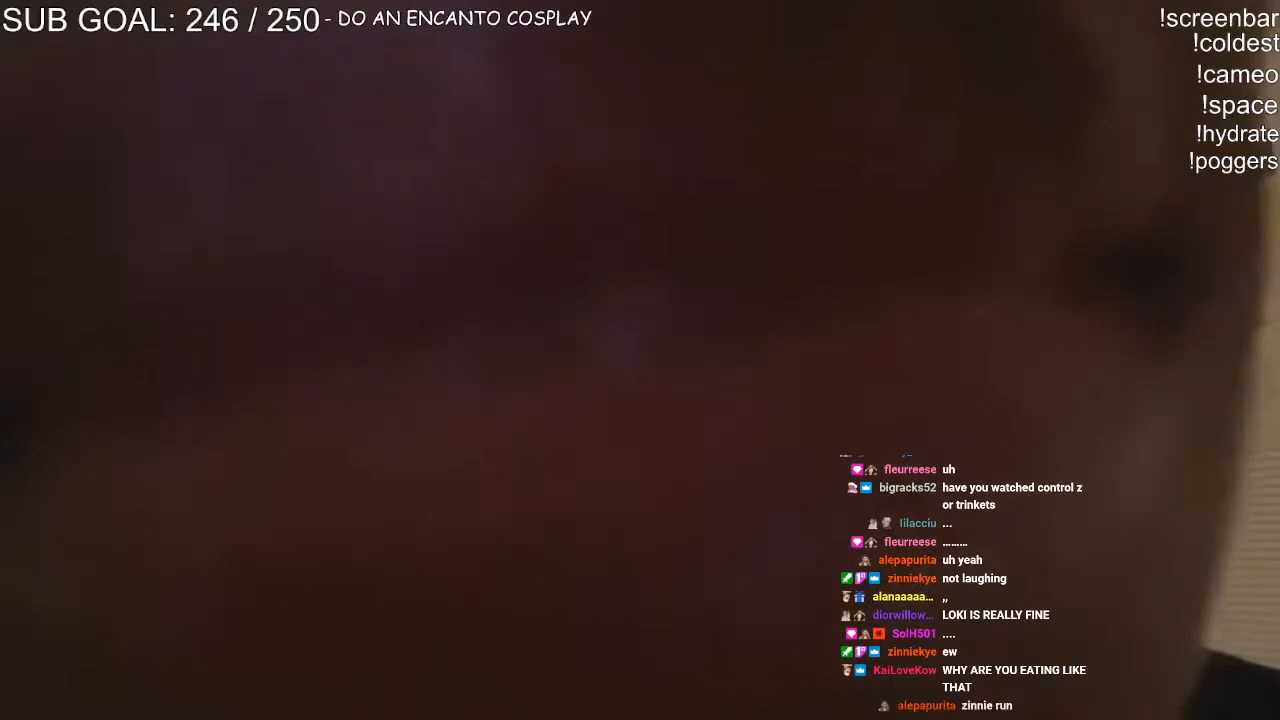 SUB GOAL: 246 / 250 - DO AN ENCANTO COSPLAY
!screenbar
!coldest
!cameo
!space
!hydrate
!poggers
fleurreese uh
bigracks52 have you watched control z
or trinkets
lilacciu ...
fleurreese .........
alepapurita uh yeah
zinniekye not laughing
alanaaaaa... ,,
diorwillow... LOKI IS REALLY FINE
SolH501 ....
zinniekye ew
KaiLoveKow WHY ARE YOU EATING LIKE
THAT
alepapurita zinnie run